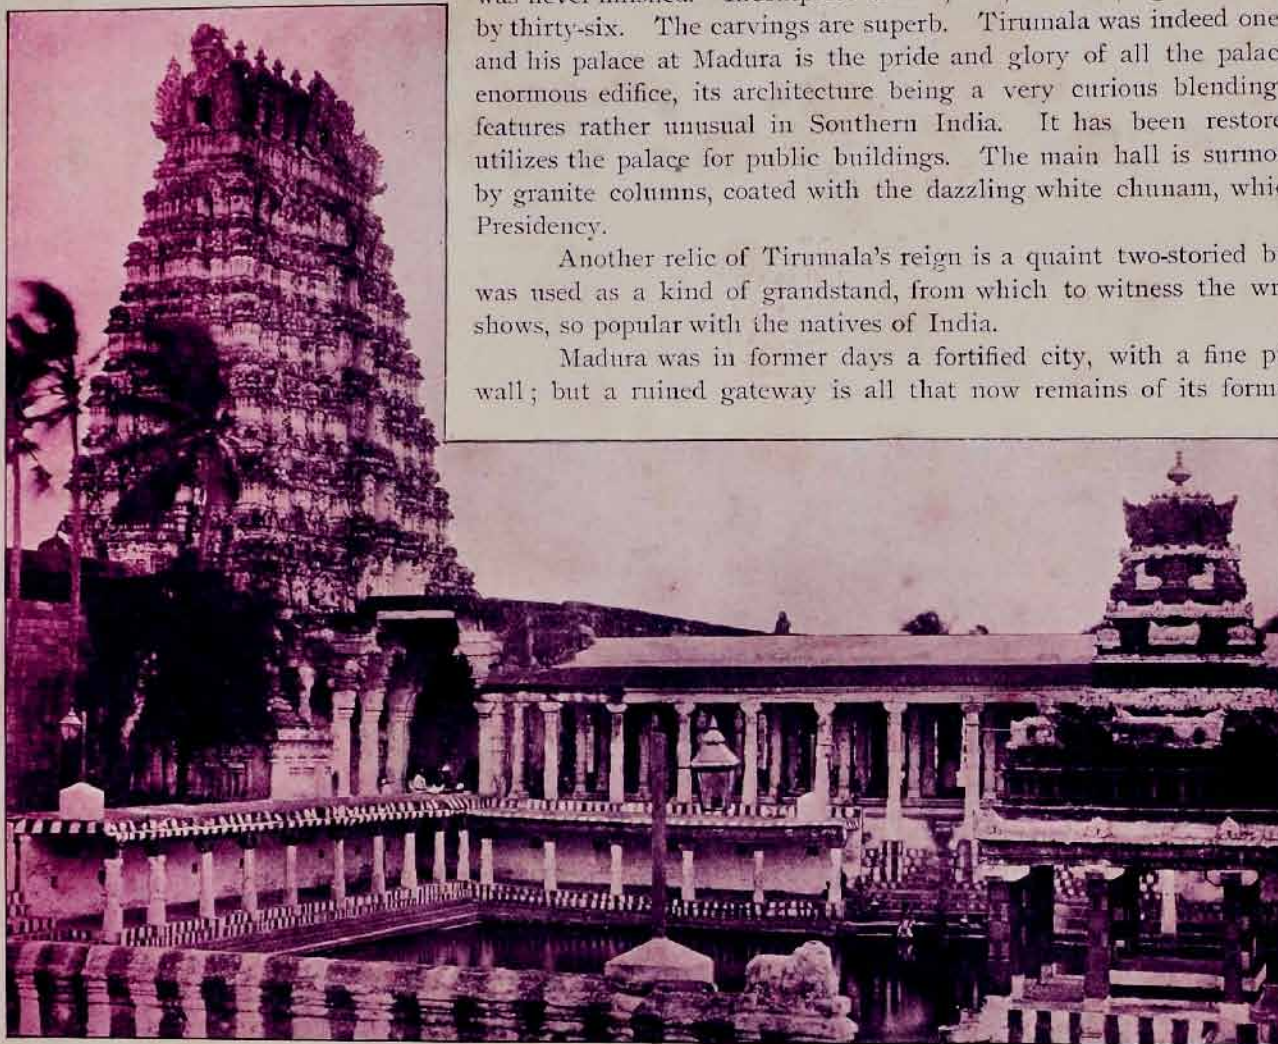 by thirty-six. The carvings are superb. Tirumala was indeed one
and his palace at Madura is the pride and glory of all the palac
enormous edifice, its architecture being a very curious blending
features rather unusual in Southern India. It has been restore
utilizes the palace for public buildings. The main hall is surmo
by granite columns, coated with the dazzling white chunam, whi
Presidency.
Another relic of Tirumala's reign is a quaint two-storied b
was used as a kind of grandstand, from which to witness the w
shows, so popular with the natives of India.
Madura was in former days a fortified city, with a fine p
wall; but a ruined gateway is all that now remains of its form